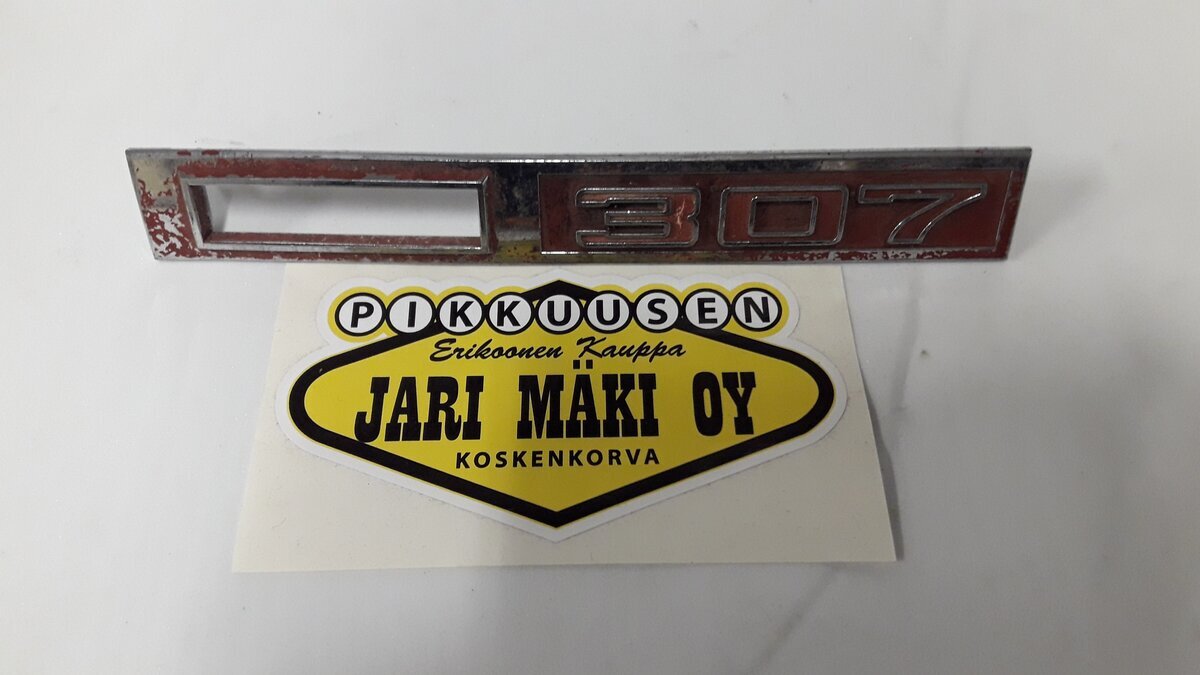 307
PIKKUUSEN
Erikoonen Kauppa
JARI MÄKI OY
KOSKENKORVA